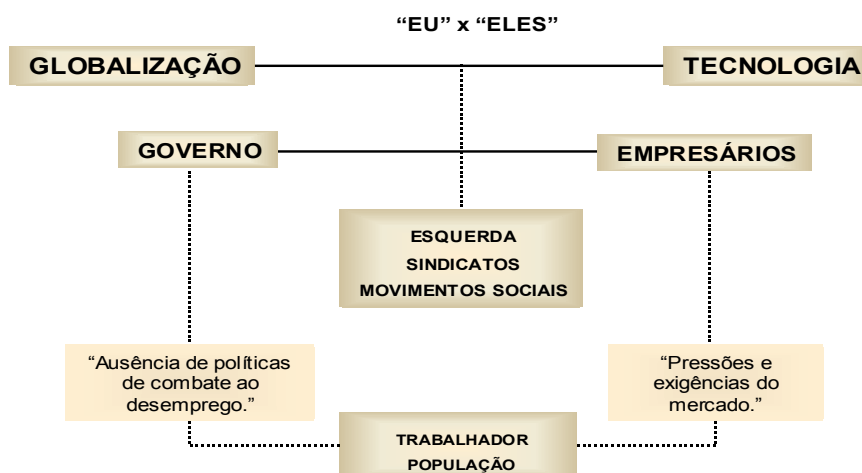 “EU” x “ELES”
GLOBALIZAÇÃO
TECNOLOGIA
GOVERNO
EMPRESÁRIOS
ESQUERDA
SINDICATOS
MOVIMENTOS SOCIAIS
“Ausência de políticas
de combate ao
desemprego.”
“Pressões e
exigências do
mercado.”
TRABALHADOR
POPULAÇÃO